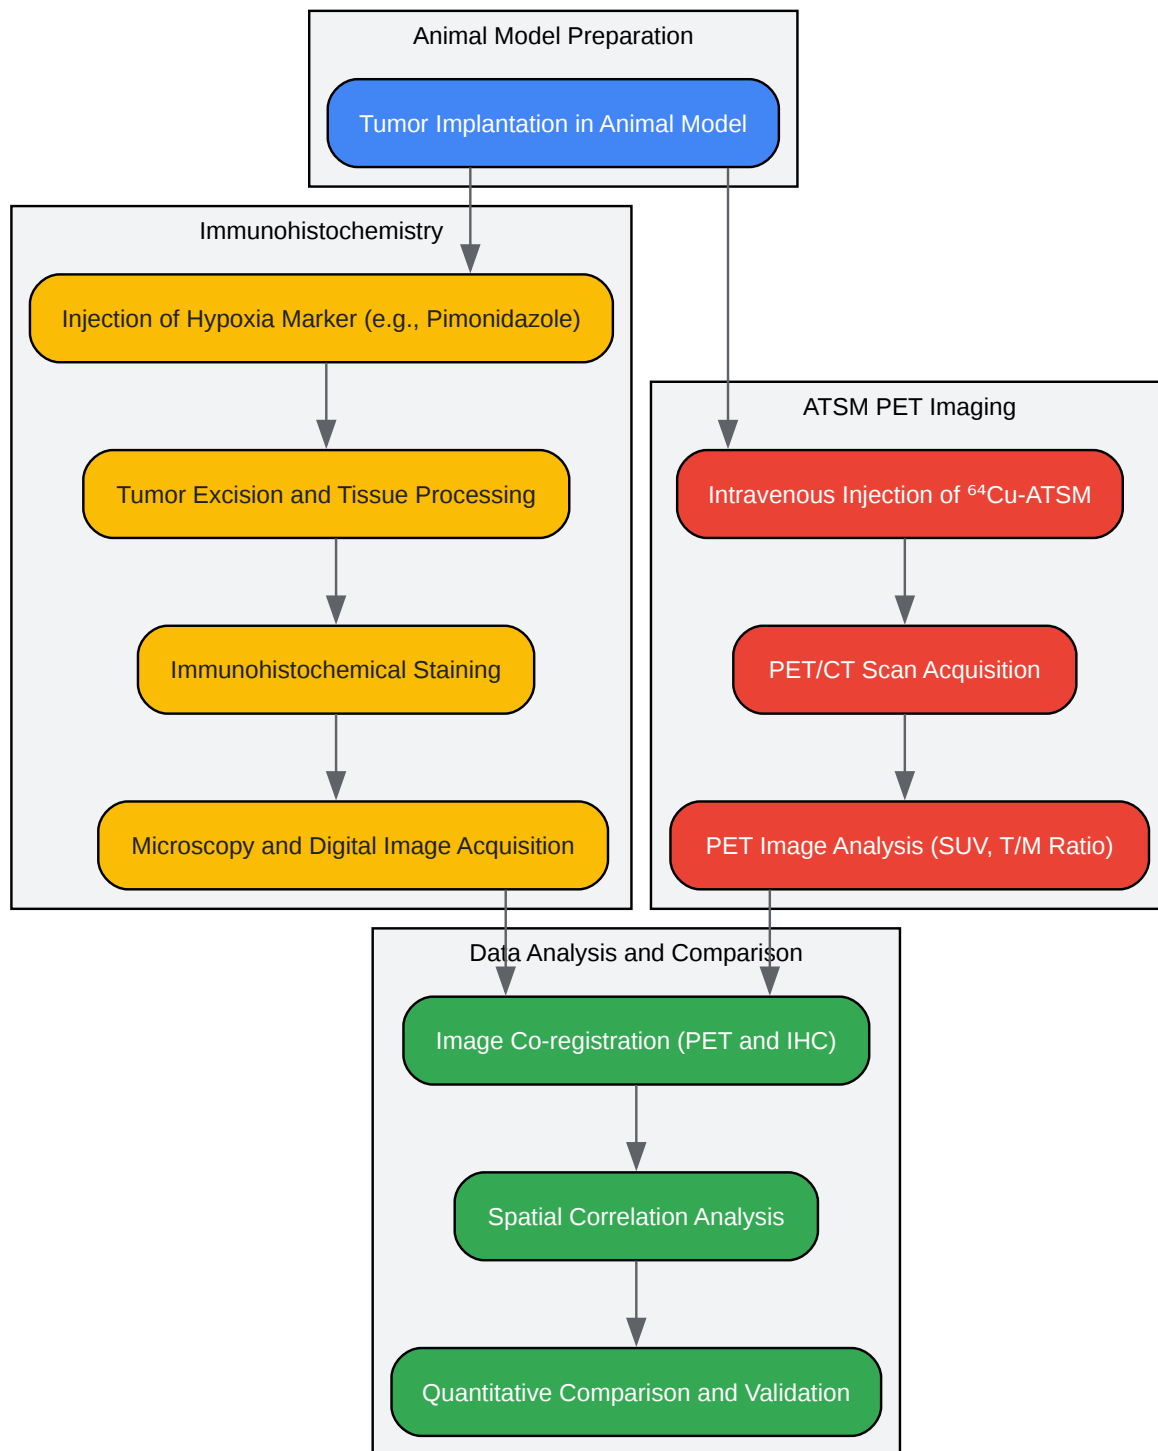 Animal Model Preparation
Tumor Implantation in Animal Model
Immunohistochemistry
Injection of Hypoxia Marker (e.g., Pimonidazole)
Tumor Excision and Tissue Processing
Immunohistochemical Staining
Microscopy and Digital Image Acquisition
ATSM PET Imaging
Intravenous Injection of ⁶⁴Cu-ATSM
PET/CT Scan Acquisition
PET Image Analysis (SUV, T/M Ratio)
Data Analysis and Comparison
Image Co-registration (PET and IHC)
Spatial Correlation Analysis
Quantitative Comparison and Validation